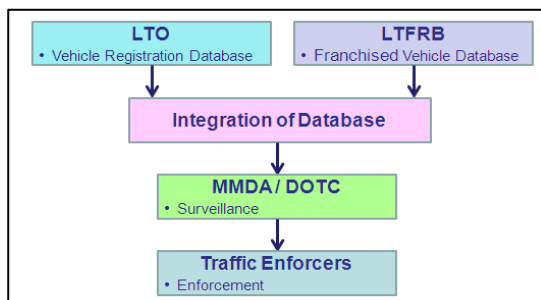 LTO
• Vehicle Registration Database
LTFRB
• Franchised Vehicle Database
Integration of Database
MMDA / DOTC
• Surveillance
Traffic Enforcers
• Enforcement